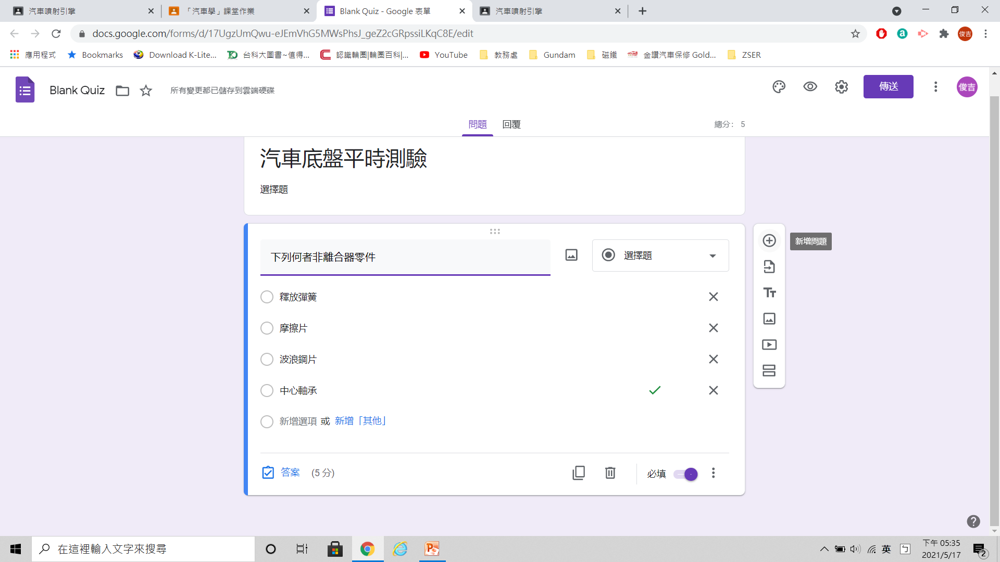 汽車噴射引擎
「汽車學」課堂作業
Blank Quiz - Google 表單
汽車噴射引擎
docs.google.com/forms/d/17UgzUmQwu-eJEmVhG5MWsPhsJ_geZ2cGRpssiLKqC8E/edit
俊吉
應用程式
Bookmarks
Download K-Lite...
台科大圖書~值得...
認識輪圈|輪圈百科|...
YouTube
教務處
Gundam
磁鐵
金讚汽車保修 Gold...
ZSER
Blank Quiz
所有變更都已儲存到雲端硬碟
傳送
俊吉
問題
回覆
總分： 5
汽車底盤平時測驗
選擇題
下列何者非離合器零件
選擇題
新增問題
釋放彈簧
摩擦片
波浪鋼片
中心軸承
新增選項 或 新增「其他」
答案 (5 分)
必填
在這裡輸入文字來搜尋
英
下午 05:35
2021/5/17
2